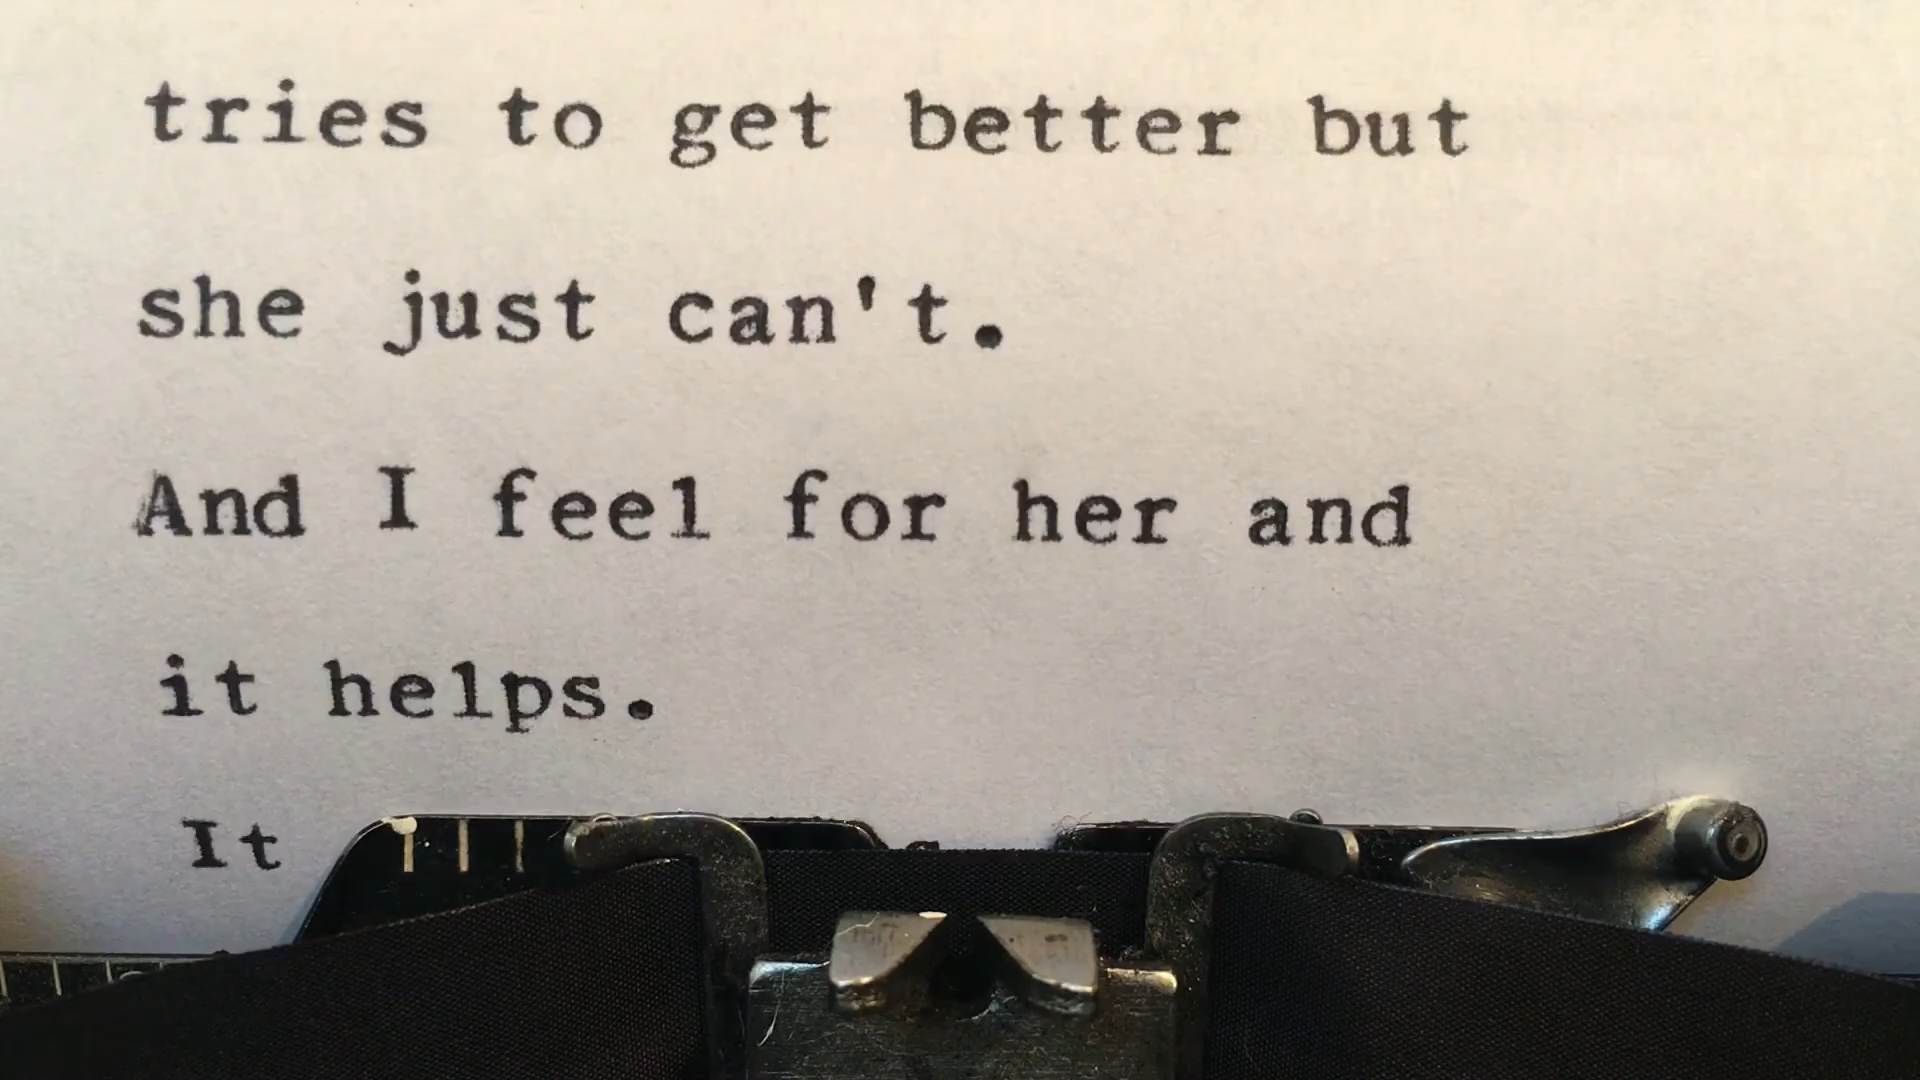 tries to get better but
she just can't.
And I feel for her and
it helps.
It